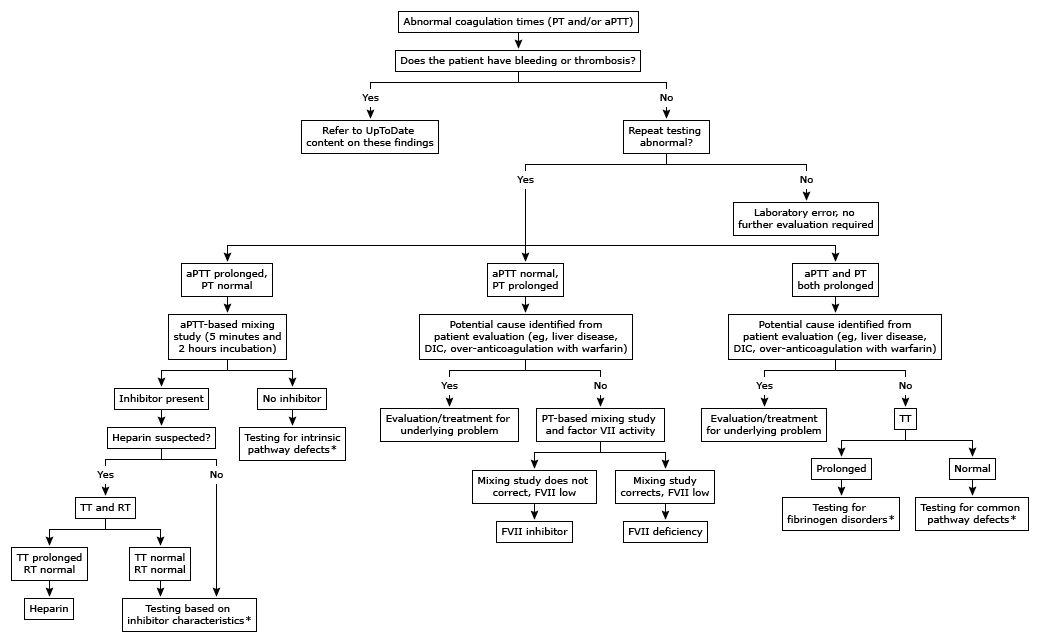 Abnormal coagulation times (PT and/or aPTT)
Does the patient have bleeding or thrombosis?
Yes
No
Refer to UpToDate
content on these findings
Repeat testing
abnormal?
Yes
No
Laboratory error, no
further evaluation required
aPTT prolonged,
PT normal
aPTT-based mixing
study (5 minutes and
2 hours incubation)
Inhibitor present
No inhibitor
Heparin suspected?
Testing for intrinsic
pathway defects*
Yes
No
TT and RT
TT prolonged
RT normal
TT normal
RT normal
Heparin
Testing based on
inhibitor characteristics*
aPTT normal,
PT prolonged
Potential cause identified from
patient evaluation (eg, liver disease,
DIC, over-anticoagulation with warfarin)
Yes
No
Evaluation/treatment for
underlying problem
PT-based mixing study
and factor VII activity
Mixing study does not
correct, FVII low
Mixing study
corrects, FVII low
FVII inhibitor
FVII deficiency
aPTT and PT
both prolonged
Potential cause identified from
patient evaluation (eg, liver disease,
DIC, over-anticoagulation with warfarin)
Yes
No
Evaluation/treatment
for underlying problem
TT
Prolonged
Normal
Testing for
fibrinogen disorders*
Testing for common
pathway defects*